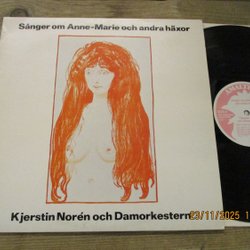 Sånger om Anne-Marie och andra häxor
Kjerstin Norén och Damorkestern
23/11/2025